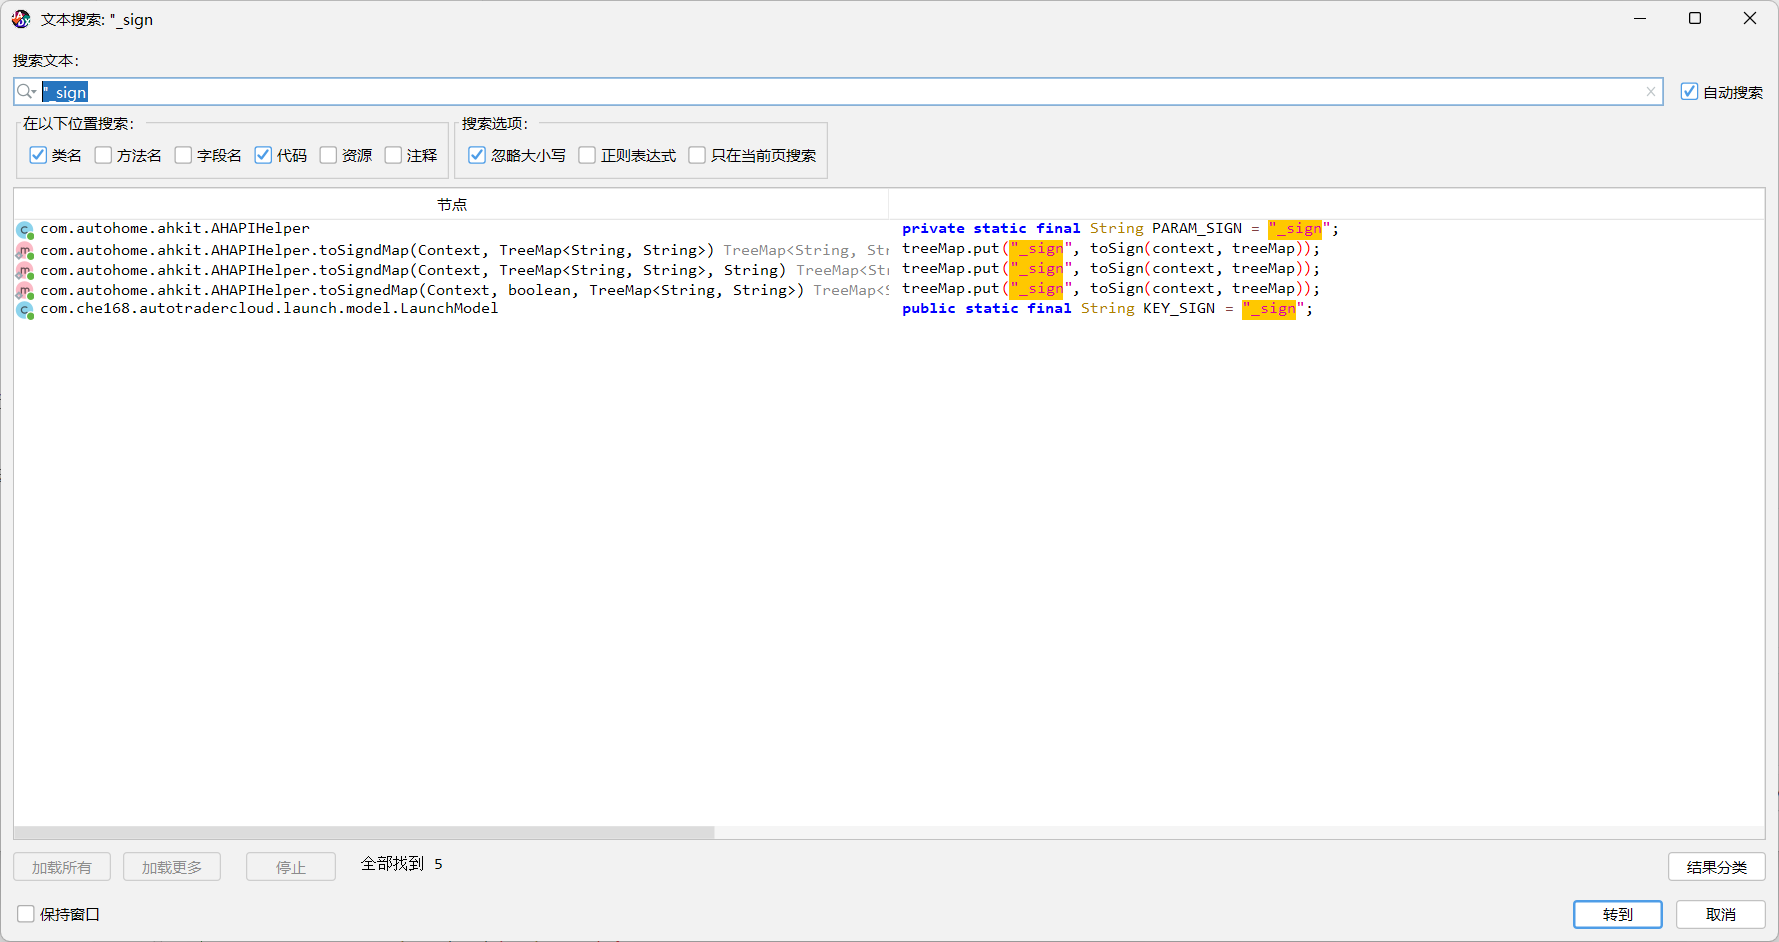 文本搜索: "_sign
搜索文本:
"_sign
自动搜索
在以下位置搜索:
搜索选项:
类名 方法名 字段名 代码 资源 注释
忽略大小写 正则表达式 只在当前页搜索
节点
com.autohome.ahkit.AHAPIHelper private static final String PARAM_SIGN = "_sign";
com.autohome.ahkit.AHAPIHelper.toSigndMap(Context, TreeMap<String, String>) TreeMap<String, Str treeMap.put("_sign", toSign(context, treeMap));
com.autohome.ahkit.AHAPIHelper.toSigndMap(Context, TreeMap<String, String>, String) TreeMap<Str treeMap.put("_sign", toSign(context, treeMap));
com.autohome.ahkit.AHAPIHelper.toSignedMap(Context, boolean, TreeMap<String, String>) TreeMap<S treeMap.put("_sign", toSign(context, treeMap));
com.che168.autotradercloud.launch.model.LaunchModel public static final String KEY_SIGN = "_sign";
加载所有 加载更多 停止 全部找到 5 结果分类
保持窗口 转到 取消